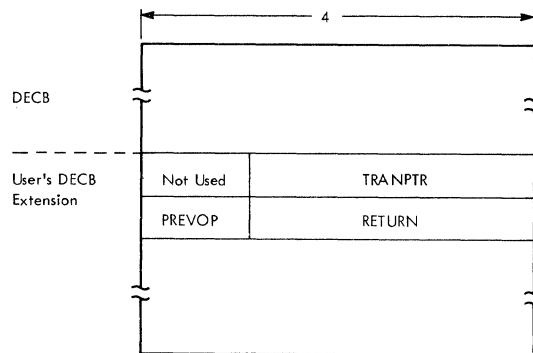 4
DECB
User's DECB
Extension
Not Used
TRANPTR
PREVOP
RETURN